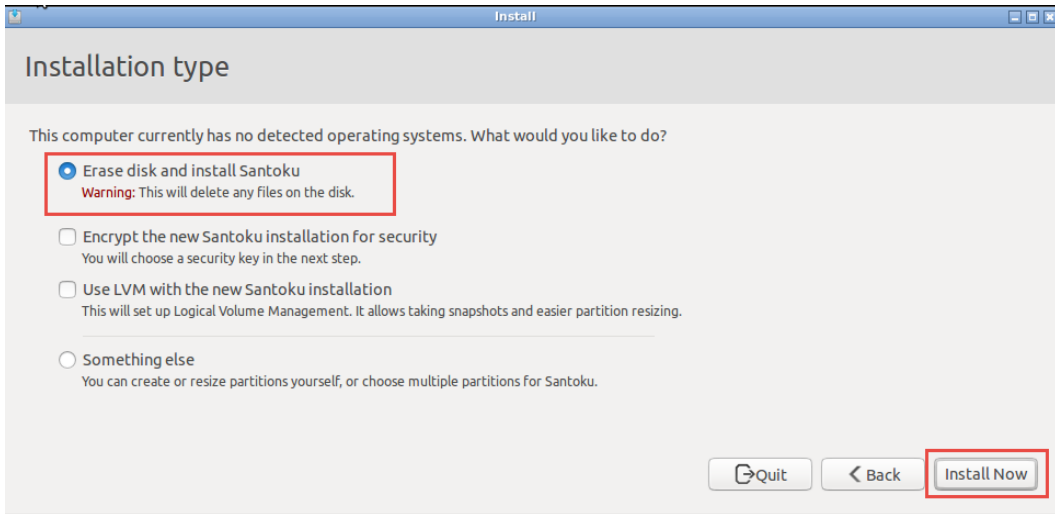 Install
Installation type
This computer currently has no detected operating systems. What would you like to do?
Erase disk and install Santoku
Warning: This will delete any files on the disk.
Encrypt the new Santoku installation for security
You will choose a security key in the next step.
Use LVM with the new Santoku installation
This will set up Logical Volume Management. It allows taking snapshots and easier partition resizing.
Something else
You can create or resize partitions yourself, or choose multiple partitions for Santoku.
Quit Back Install Now